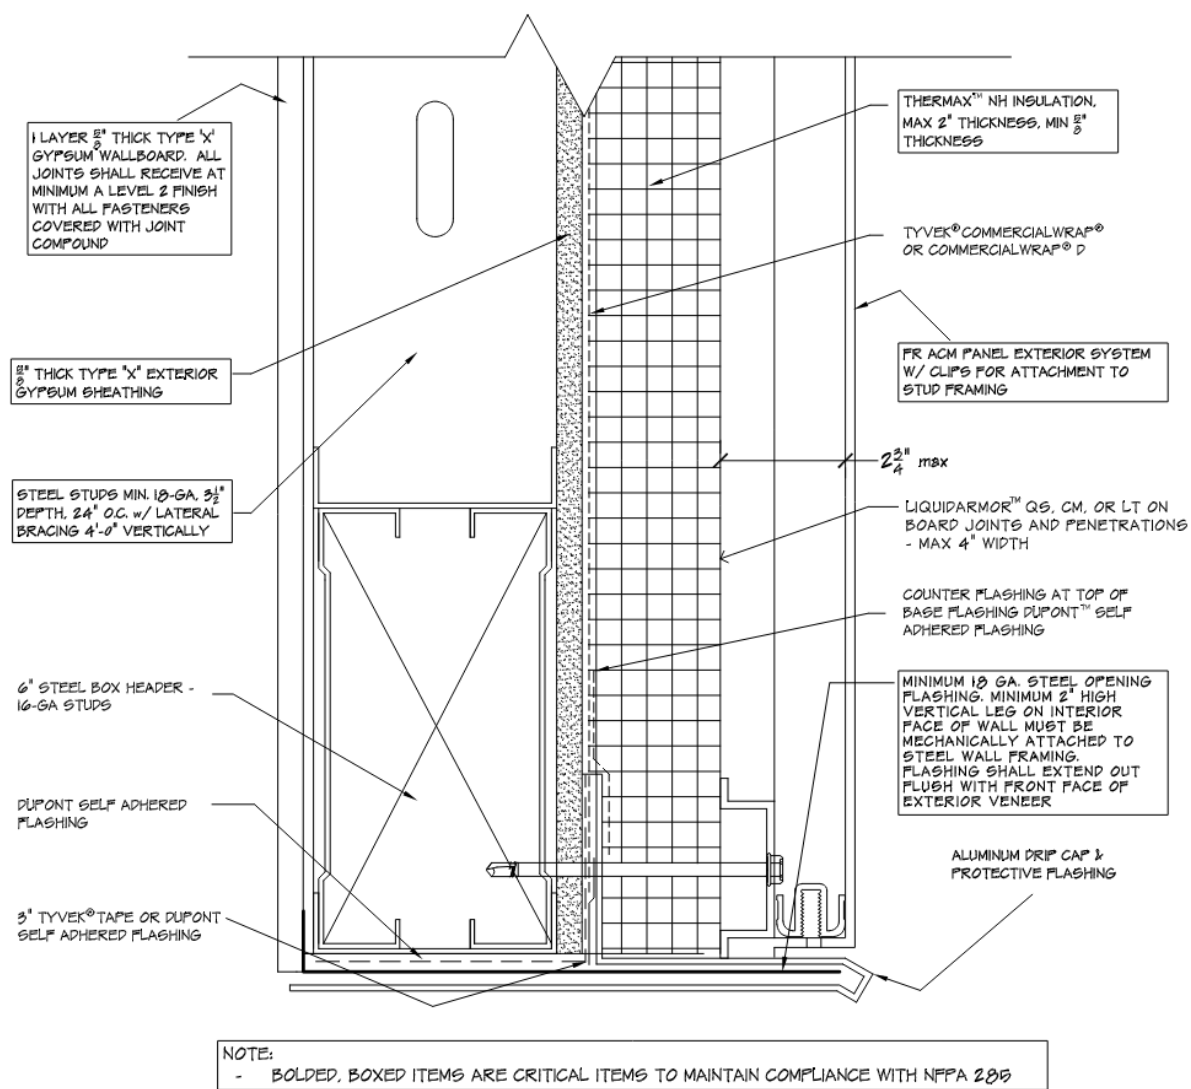 1 LAYER 5/8" THICK TYPE 'X'
GYPSUM WALLBOARD. ALL
JOINTS SHALL RECEIVE AT
MINIMUM A LEVEL 2 FINISH
WITH ALL FASTENERS
COVERED WITH JOINT
COMPOUND
5/8" THICK TYPE "X" EXTERIOR
GYPSUM SHEATHING
STEEL STUDS MIN. 18-GA, 3 1/2"
DEPTH, 24" O.C. w/ LATERAL
BRACING 4'-0" VERTICALLY
6" STEEL BOX HEADER -
16-GA STUDS
DUPONT SELF ADHERED
FLASHING
3" TYVEK® TAPE OR DUPONT
SELF ADHERED FLASHING
THERMAX™ NH INSULATION,
MAX 2" THICKNESS, MIN 5/8"
THICKNESS
TYVEK® COMMERCIALWRAP®
OR COMMERCIALWRAP® D
FR ACM PANEL EXTERIOR SYSTEM
W/ CLIPS FOR ATTACHMENT TO
STUD FRAMING
2 3/4" max
LIQUIDARMOR™ QS, CM, OR LT ON
BOARD JOINTS AND PENETRATIONS
- MAX 4" WIDTH
COUNTER FLASHING AT TOP OF
BASE FLASHING DUPONT™ SELF
ADHERED FLASHING
MINIMUM 18 GA. STEEL OPENING
FLASHING. MINIMUM 2" HIGH
VERTICAL LEG ON INTERIOR
FACE OF WALL MUST BE
MECHANICALLY ATTACHED TO
STEEL WALL FRAMING.
FLASHING SHALL EXTEND OUT
FLUSH WITH FRONT FACE OF
EXTERIOR VENEER
ALUMINUM DRIP CAP &
PROTECTIVE FLASHING
NOTE:
- BOLDED, BOXED ITEMS ARE CRITICAL ITEMS TO MAINTAIN COMPLIANCE WITH NFPA 285